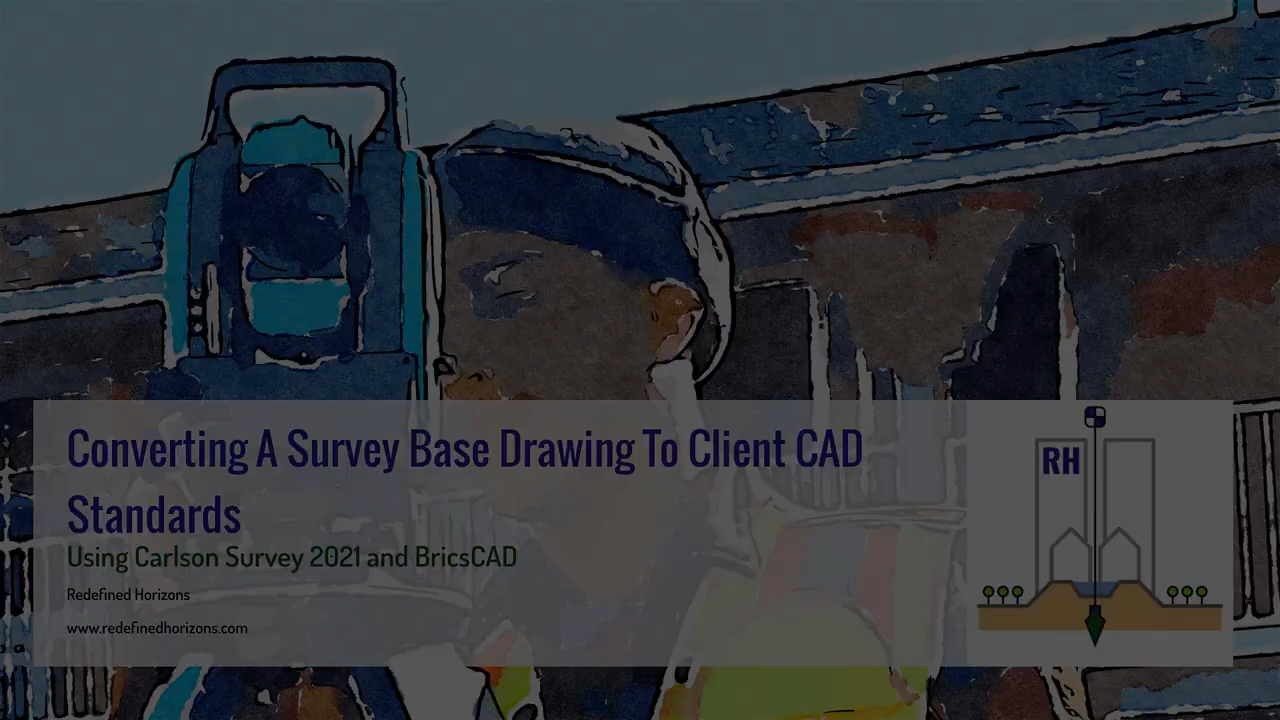 Converting A Survey Base Drawing To Client CAD
Standards
Using Carlson Survey 2021 and BricsCAD
Redefined Horizons
www.redefinedhorizons.com
RH